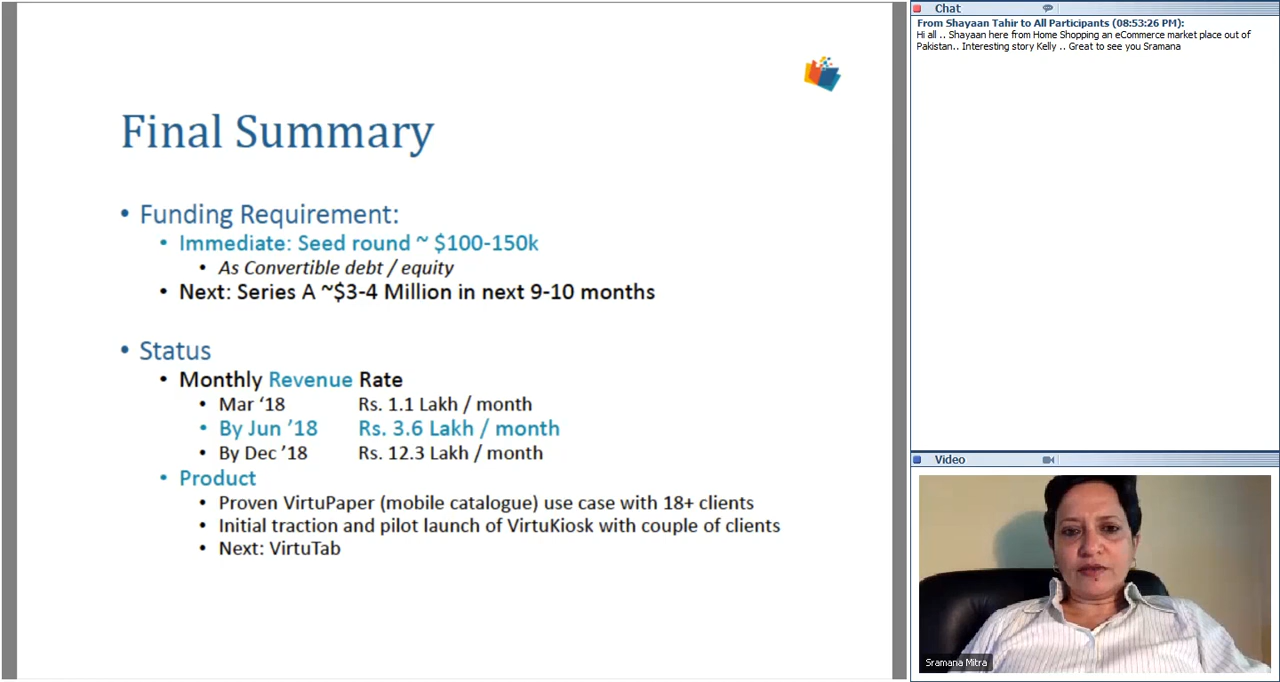 Final Summary
• Funding Requirement:
• Immediate: Seed round ~ $100-150k
• As Convertible debt / equity
• Next: Series A ~$3-4 Million in next 9-10 months
• Status
• Monthly Revenue Rate
• Mar ‘18 Rs. 1.1 Lakh / month
• By Jun ’18 Rs. 3.6 Lakh / month
• By Dec ’18 Rs. 12.3 Lakh / month
• Product
• Proven VirtuPaper (mobile catalogue) use case with 18+ clients
• Initial traction and pilot launch of VirtuKiosk with couple of clients
• Next: VirtuTab
Chat
From Shayaan Tahir to All Participants (08:53:26 PM):
Hi all .. Shayaan here from Home Shopping an eCommerce market place out of
Pakistan.. Interesting story Kelly .. Great to see you Sramana
Video
Sramana Mitra